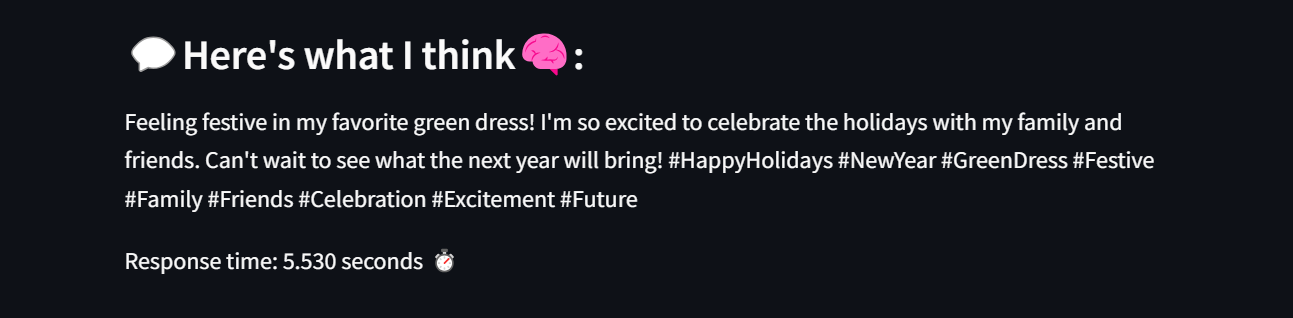 💬Here's what I think🧠:
Feeling festive in my favorite green dress! I'm so excited to celebrate the holidays with my family and
friends. Can't wait to see what the next year will bring! #HappyHolidays #NewYear #GreenDress #Festive
#Family #Friends #Celebration #Excitement #Future
Response time: 5.530 seconds ⏱️